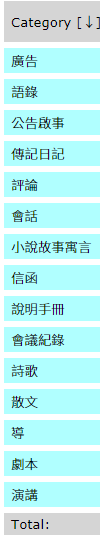 Category [↓]
廣告
語錄
公告啟事
傳記日記
評論
會話
小說故事寓言
信函
說明手冊
會議紀錄
詩歌
散文
導
劇本
演講
Total: